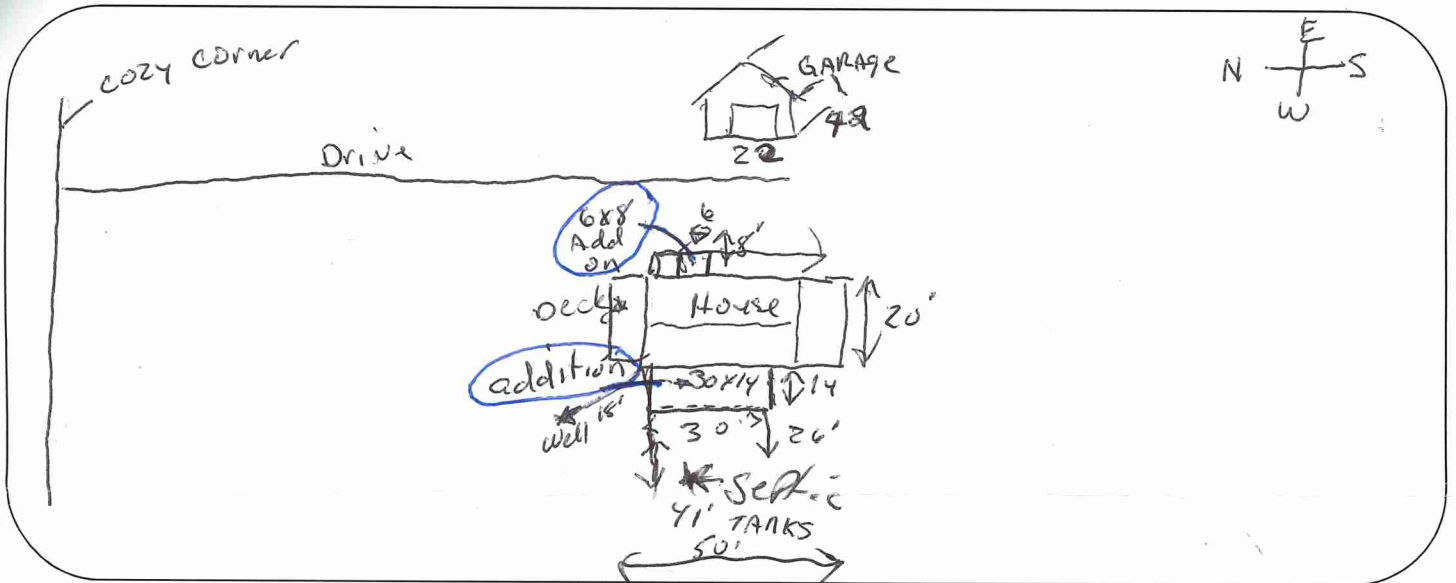 cozy corner
E
N S
W
GARAge
42
22
Drive
6x8'
Add
on
6
8'
Deck
House
20'
addition
30x14
14
18'
Well
30'
26'
Septic
41' TANKS
50'